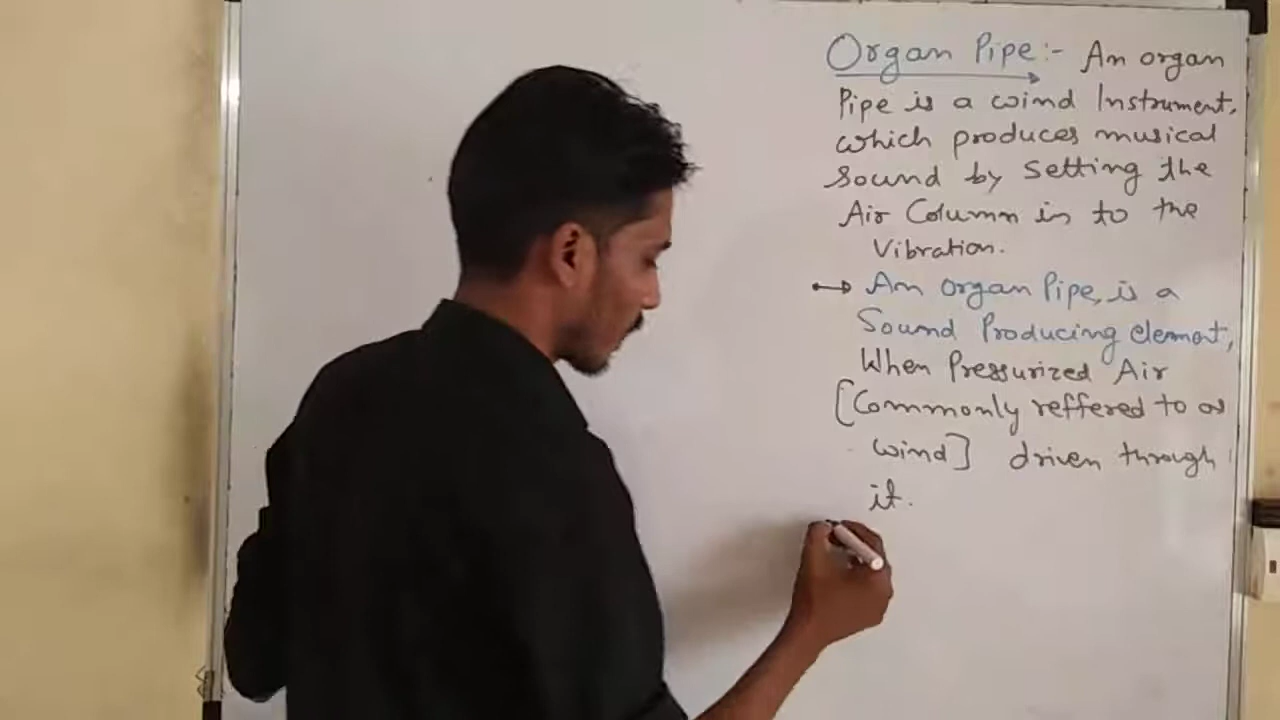 Organ Pipe:- An organ
Pipe is a wind Instrument,
which produces musical
Sound by Setting the
Air Column in to the
Vibration.
→ An organ Pipe, is a
Sound Producing element,
When Pressurized Air
[Commonly reffered to as
wind] driven through
it.